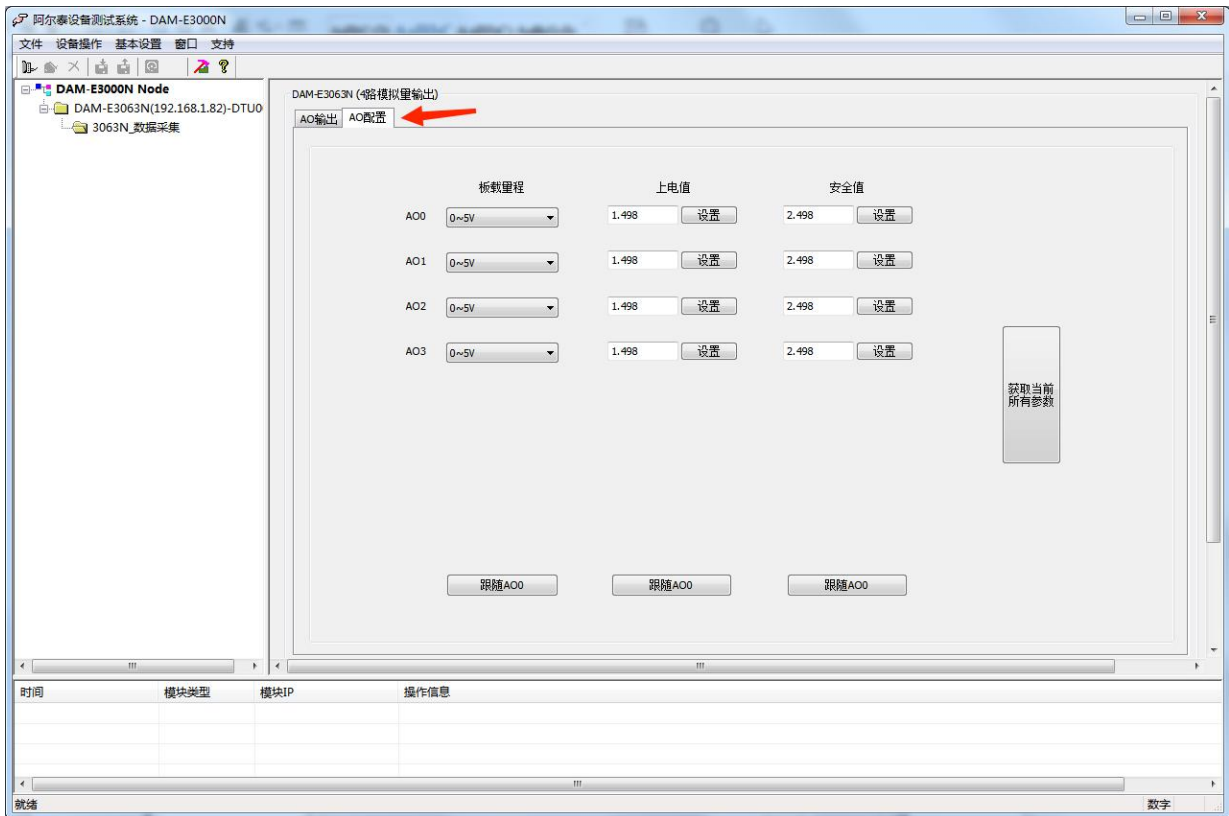 阿尔泰设备测试系统 - DAM-E3000N
文件 设备操作 基本设置 窗口 支持
DAM-E3000N Node
DAM-E3063N(192.168.1.82)-DTU0
3063N_数据采集
DAM-E3063N (4路模拟量输出)
AO输出 AO配置
板载量程 上电值 安全值
AO0 0~5V 1.498 设置 2.498 设置
AO1 0~5V 1.498 设置 2.498 设置
AO2 0~5V 1.498 设置 2.498 设置
AO3 0~5V 1.498 设置 2.498 设置
获取当前
所有参数
跟随AO0 跟随AO0 跟随AO0
时间 模块类型 模块IP 操作信息
就绪 数字